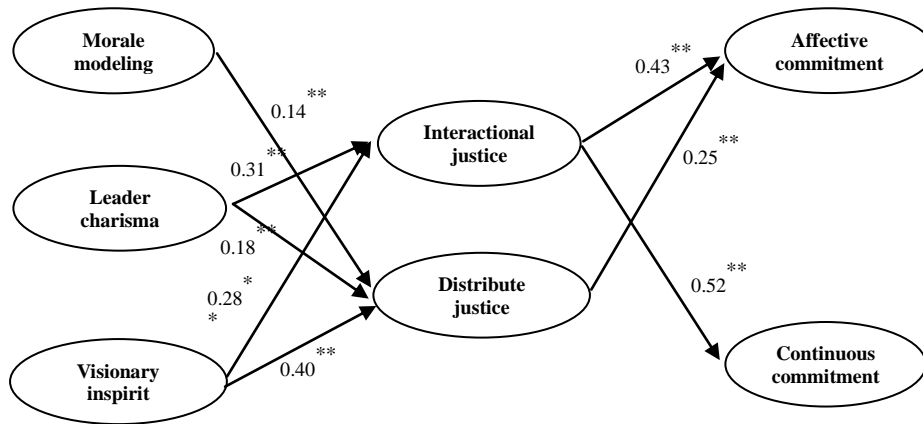 Morale
modeling
Affective
commitment
0.43**
0.14**
Interactional
justice
0.25**
0.31**
Leader
charisma
0.18**
Distribute
justice
0.28*
*
0.52**
0.40**
Visionary
inspirit
Continuous
commitment